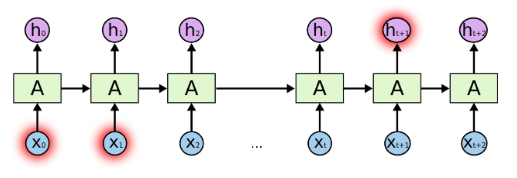 h₀ h₁ h₂ hₜ hₜ₊₁ hₜ₊₂
A A A A A A
x₀ x₁ x₂ ... xₜ xₜ₊₁ xₜ₊₂